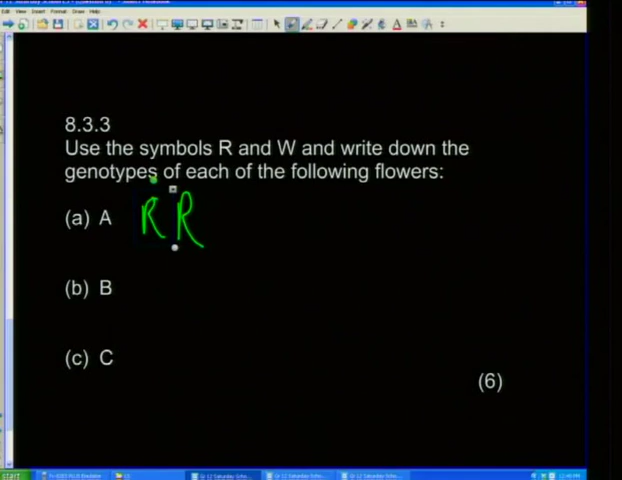 8.3.3
Use the symbols R and W and write down the
genotypes of each of the following flowers:
(a) A RR
(b) B
(c) C
(6)
start